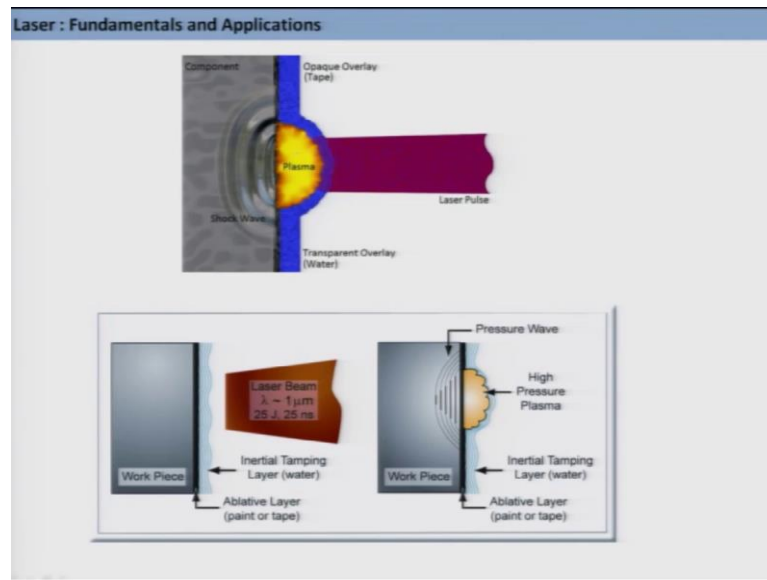 Laser : Fundamentals and Applications
Component
Opaque Overlay
(Tape)
Plasma
Laser Pulse
Shock Wave
Transparent Overlay
(Water)
Pressure Wave
Laser Beam
λ ~ 1μm
25 J, 25 ns
High
Pressure
Plasma
Work Piece
Inertial Tamping
Layer (water)
Ablative Layer
(paint or tape)
Work Piece
Inertial Tamping
Layer (water)
Ablative Layer
(paint or tape)